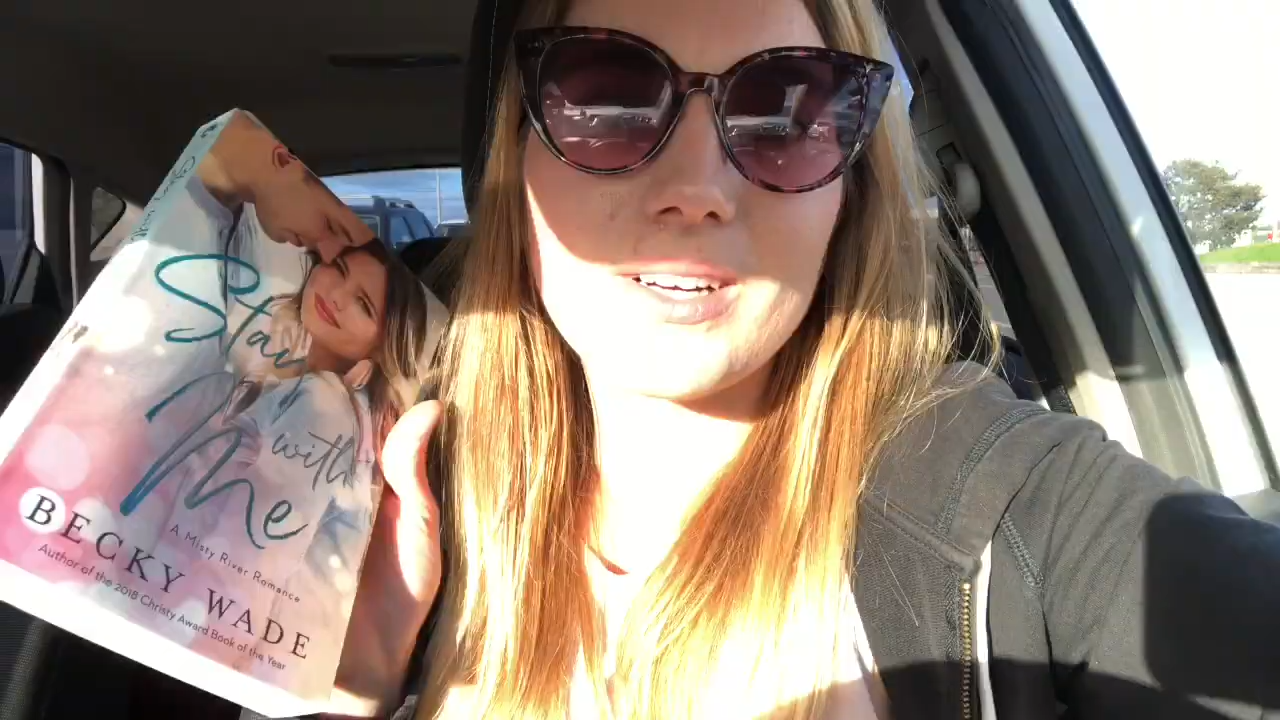 Stay
with
Me
A Misty River Romance
BECKY WADE
Author of the 2018 Christy Award Book of the Year